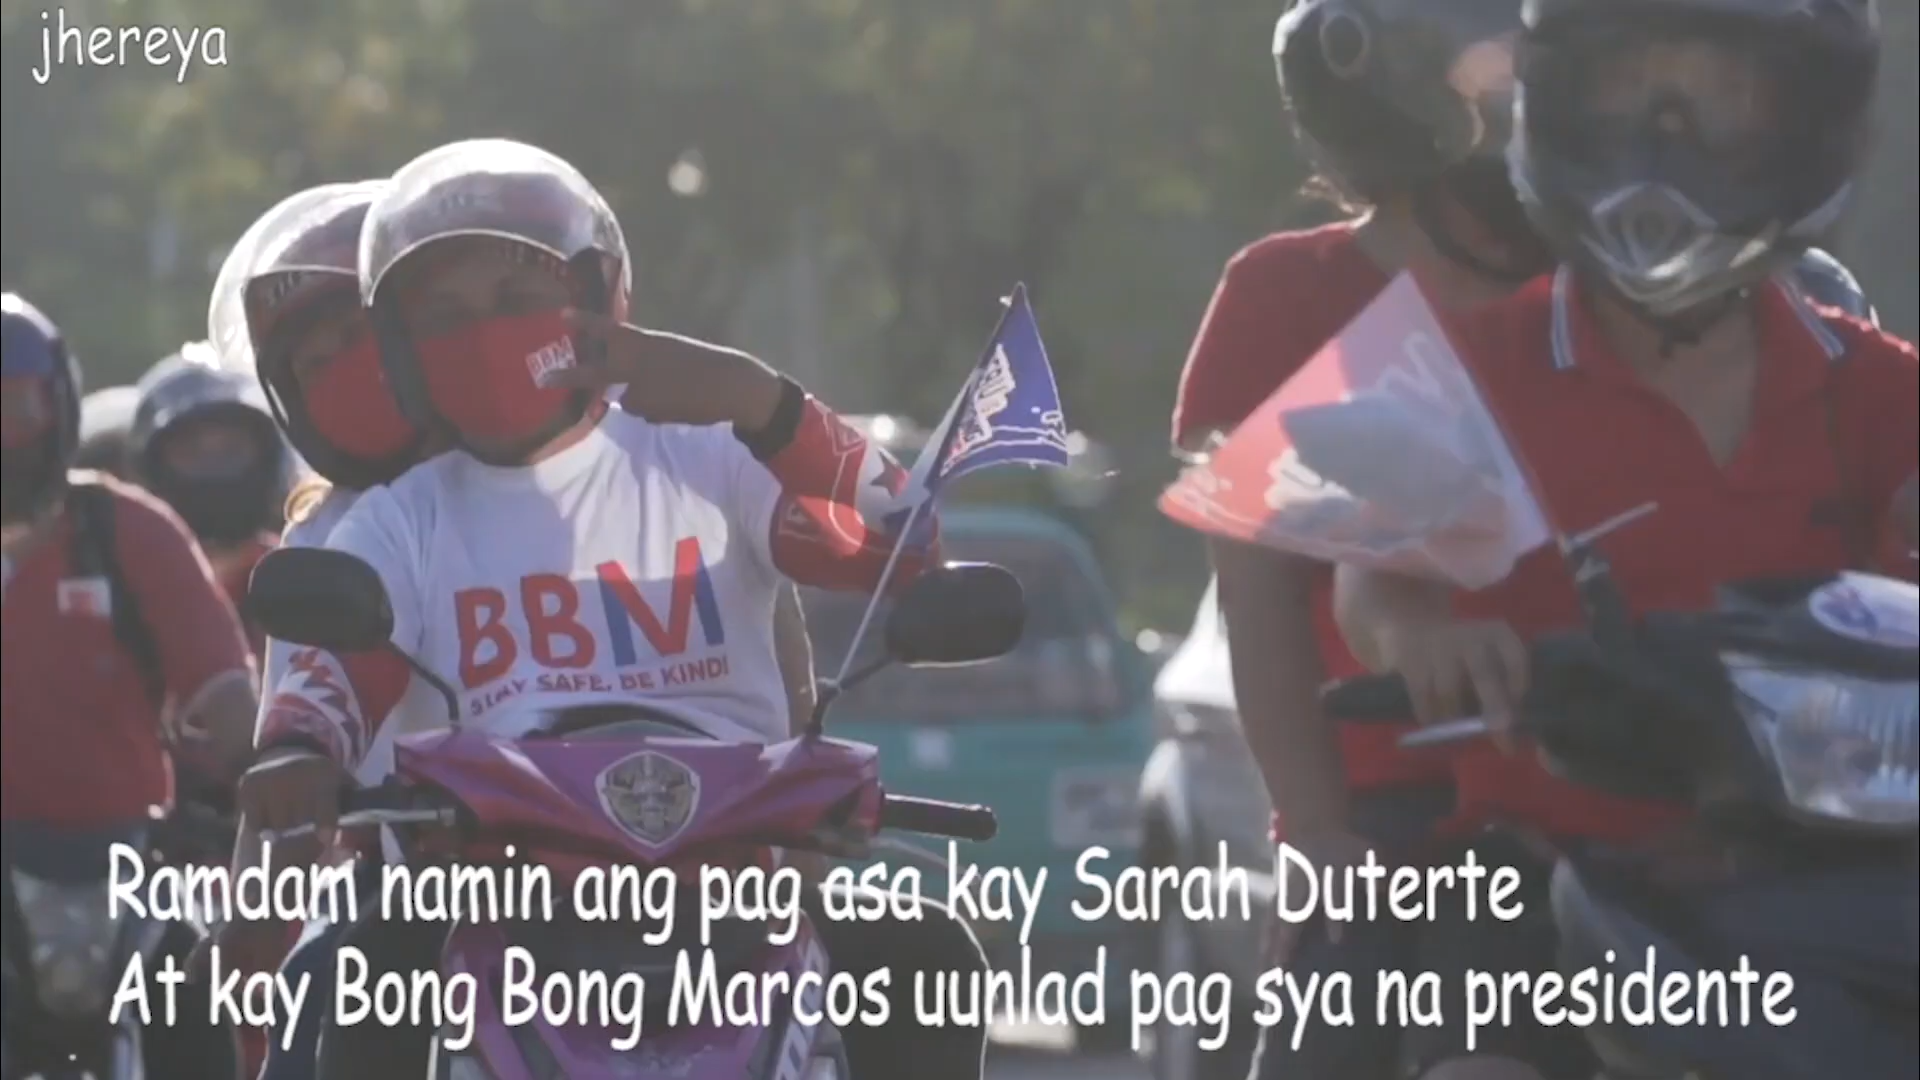 jhereya
BBM
BBM
STAY SAFE, BE KIND!
Ramdam namin ang pag asa kay Sarah Duterte
At kay Bong Bong Marcos uunlad pag sya na presidente